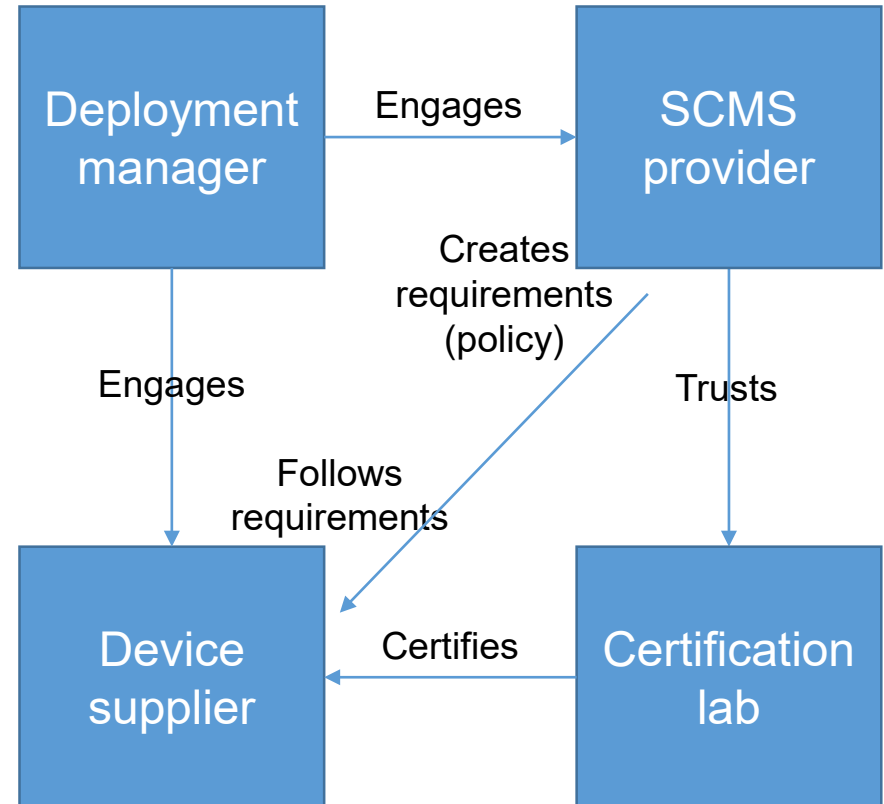 Deployment
manager
Engages
SCMS
provider
Creates
requirements
(policy)
Engages
Trusts
Follows
requirements
Device
supplier
Certifies
Certification
lab